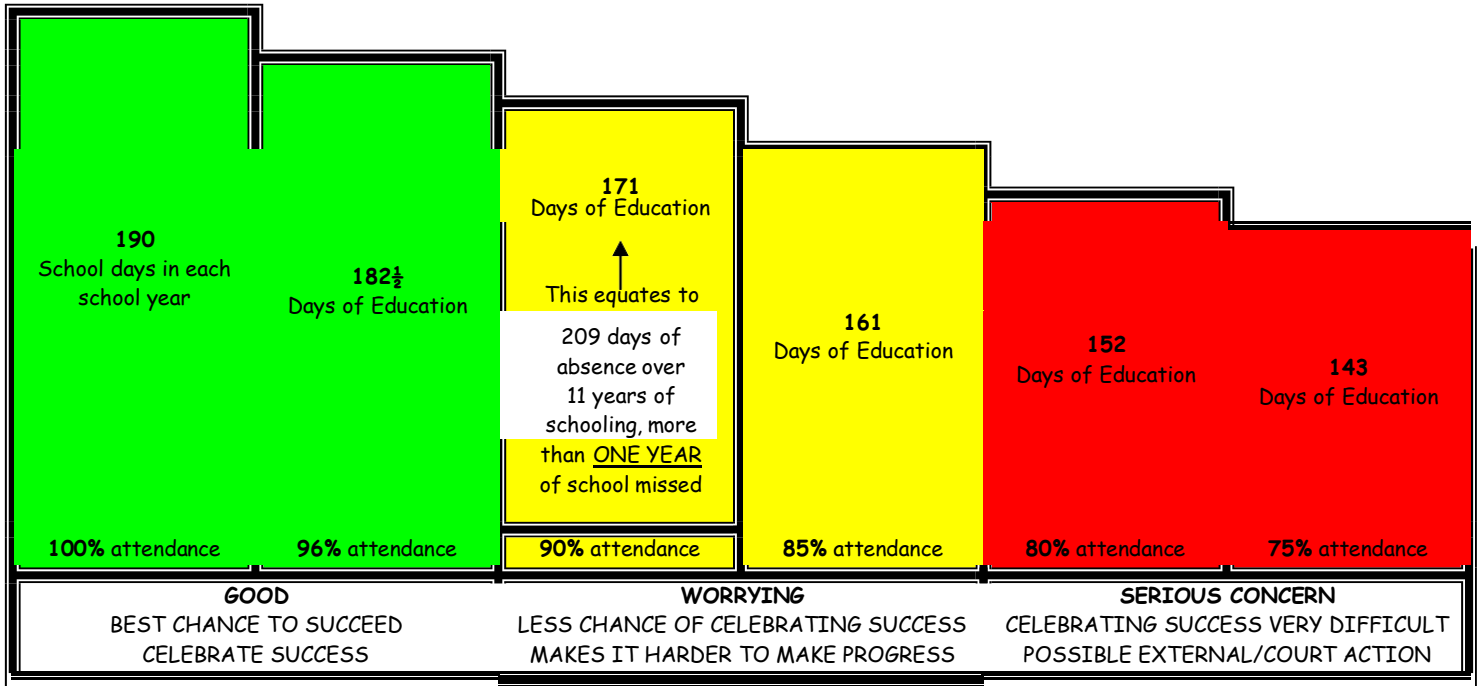 190
School days in each
school year
100% attendance
182½
Days of Education
96% attendance
171
Days of Education
This equates to
209 days of
absence over
11 years of
schooling, more
than ONE YEAR
of school missed
90% attendance
161
Days of Education
85% attendance
152
Days of Education
80% attendance
143
Days of Education
75% attendance
GOOD
BEST CHANCE TO SUCCEED
CELEBRATE SUCCESS
WORRYING
LESS CHANCE OF CELEBRATING SUCCESS
MAKES IT HARDER TO MAKE PROGRESS
SERIOUS CONCERN
CELEBRATING SUCCESS VERY DIFFICULT
POSSIBLE EXTERNAL/COURT ACTION